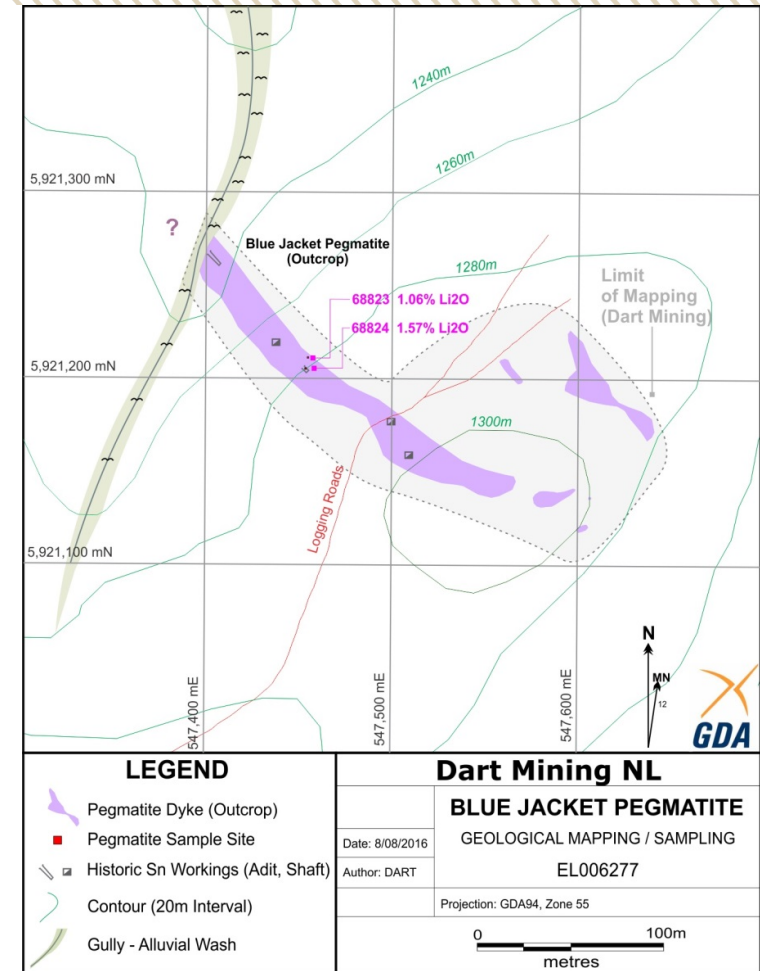 1240m
1260m
5,921,300 mN
?
Blue Jacket Pegmatite
(Outcrop)
1280m
Limit
of Mapping
(Dart Mining)
68823 1.06% Li2O
68824 1.57% Li2O
5,921,200 mN
1300m
Logging Roads
5,921,100 mN
547,400 mE
547,500 mE
547,600 mE
N
MN
12
GDA
LEGEND
Pegmatite Dyke (Outcrop)
Pegmatite Sample Site
Historic Sn Workings (Adit, Shaft)
Contour (20m Interval)
Gully - Alluvial Wash
Dart Mining NL
BLUE JACKET PEGMATITE
Date: 8/08/2016
GEOLOGICAL MAPPING / SAMPLING
Author: DART
EL006277
Projection: GDA94, Zone 55
0 100m
metres